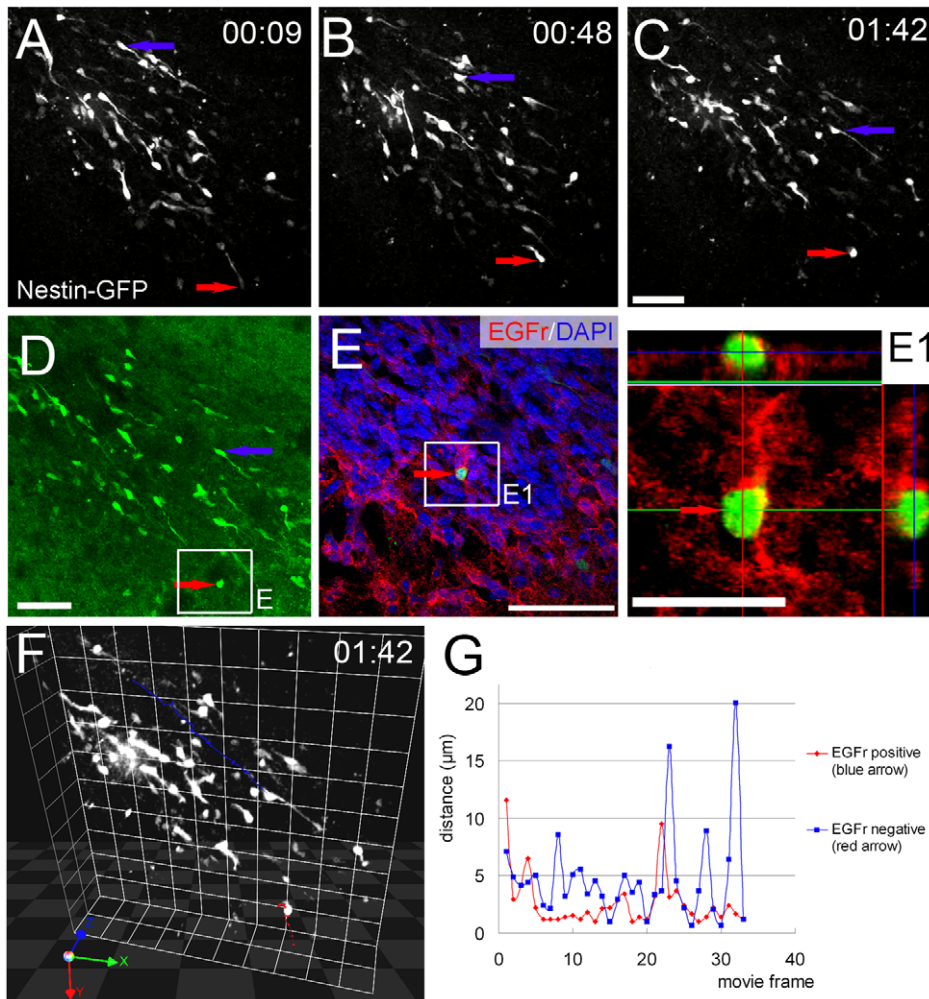 A 00:09
B 00:48
C 01:42
Nestin-GFP
D
E
E EGFr/DAPI
E1
E1
F 01:42
Z
X
Y
G
distance (µm)
20
15
10
5
0
0 10 20 30 40
movie frame
EGFr positive
(blue arrow)
EGFr negative
(red arrow)